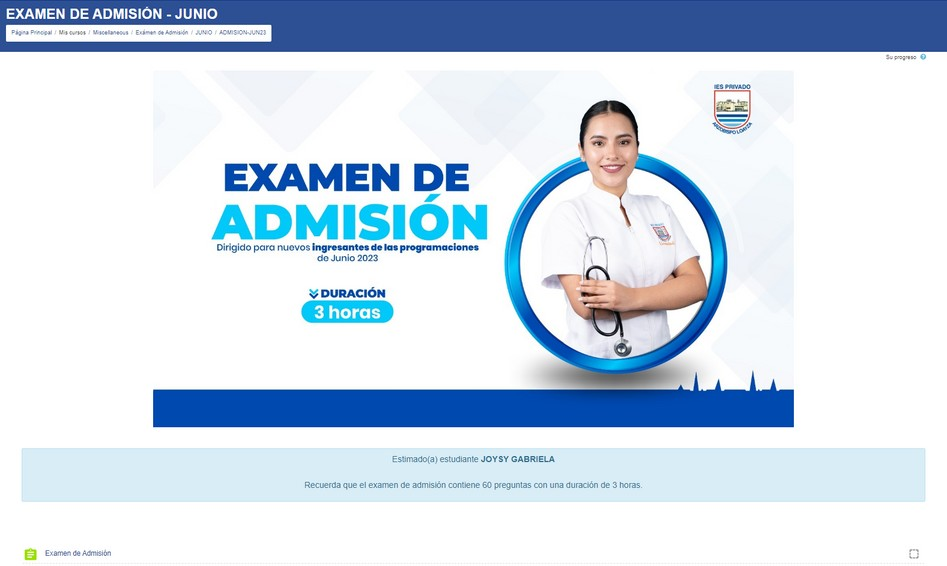 EXAMEN DE ADMISIÓN - JUNIO
Página Principal / Mis cursos / Miscellaneous / Exámen de Admisión / JUNIO / ADMISION-JUN23
Su progreso
IES PRIVADO
ARZOBISPO LOAYZA
EXAMEN DE
ADMISIÓN
Dirigido para nuevos ingresantes de las programaciones
de Junio 2023
DURACIÓN
3 horas
Estimado(a) estudiante JOYSY GABRIELA
Recuerda que el examen de admisión contiene 60 preguntas con una duración de 3 horas.
Examen de Admisión